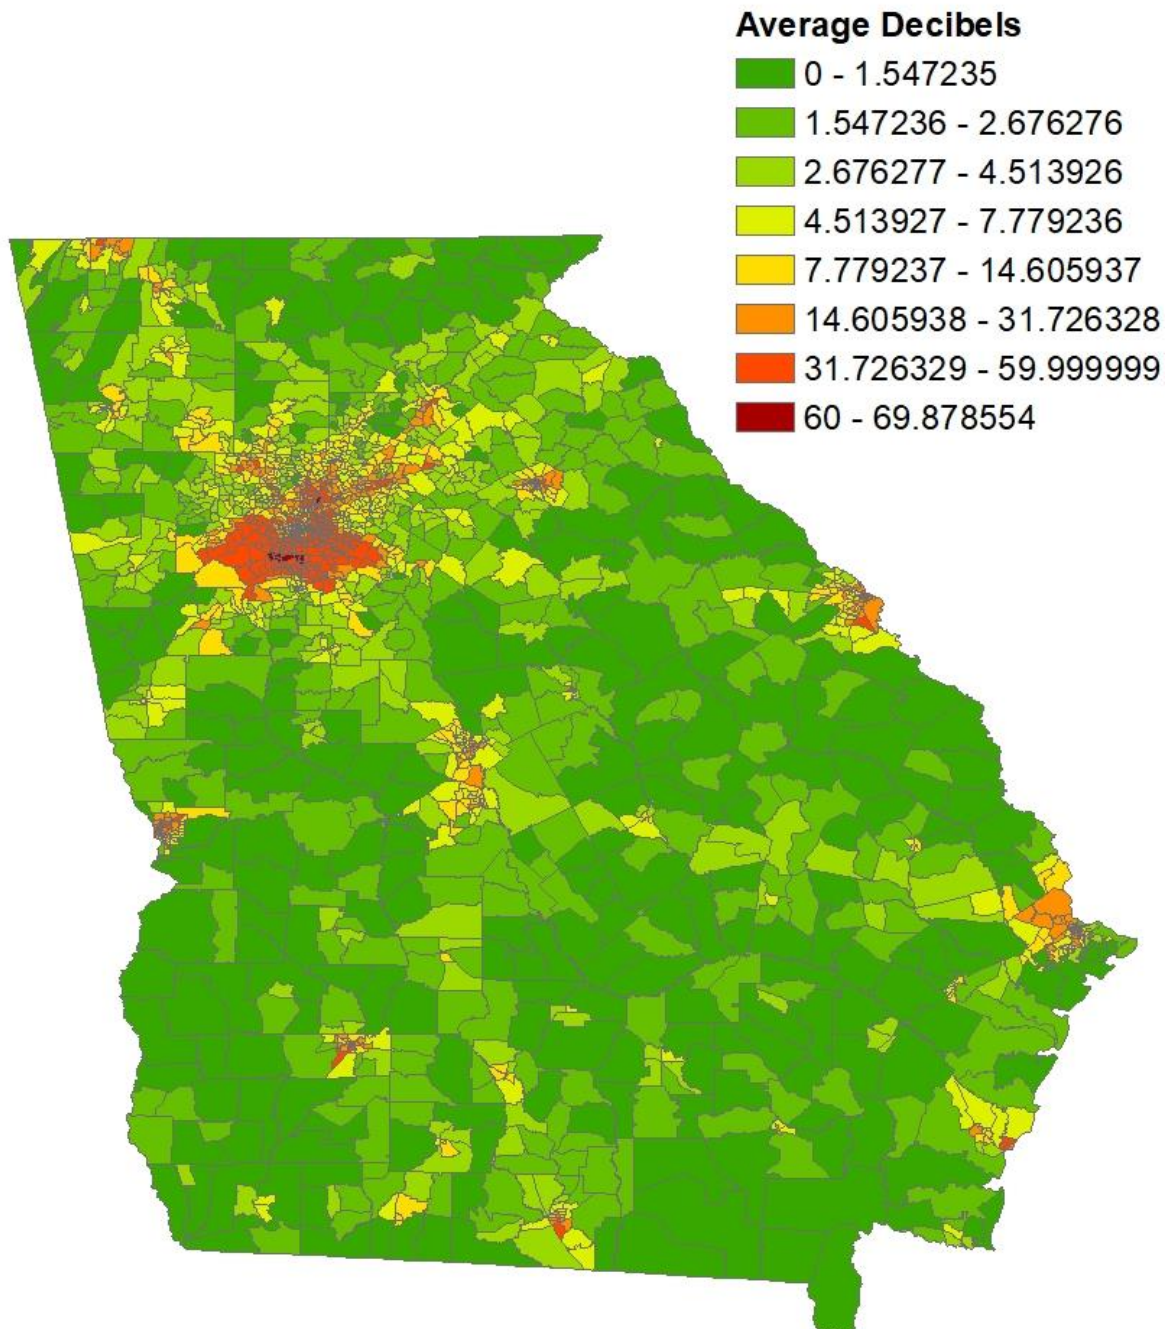 Average Decibels
0 - 1.547235
1.547236 - 2.676276
2.676277 - 4.513926
4.513927 - 7.779236
7.779237 - 14.605937
14.605938 - 31.726328
31.726329 - 59.999999
60 - 69.878554